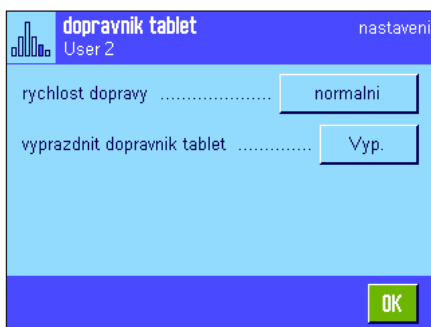 dopravnik tablet
nastaveni
User 2
rychlost dopravy ..................... normalni
vyprazdnit dopravnik tablet .............. Vyp.
OK